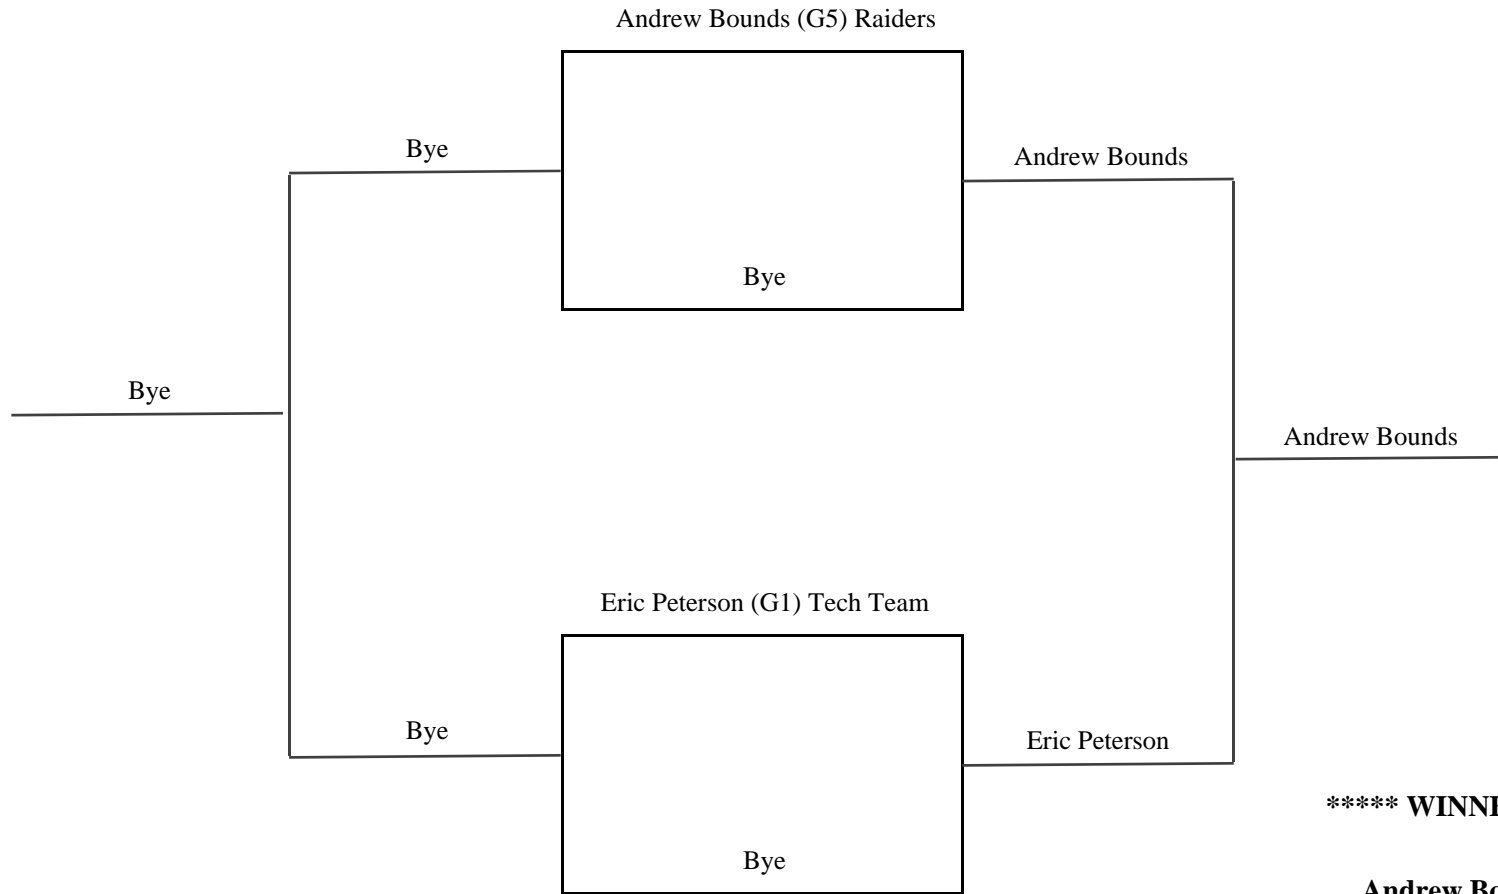 Andrew Bounds (G5) Raiders
Bye
Andrew Bounds
Bye
Bye
Andrew Bounds
Eric Peterson (G1) Tech Team
Bye
Eric Peterson
Bye
*****
Andrew